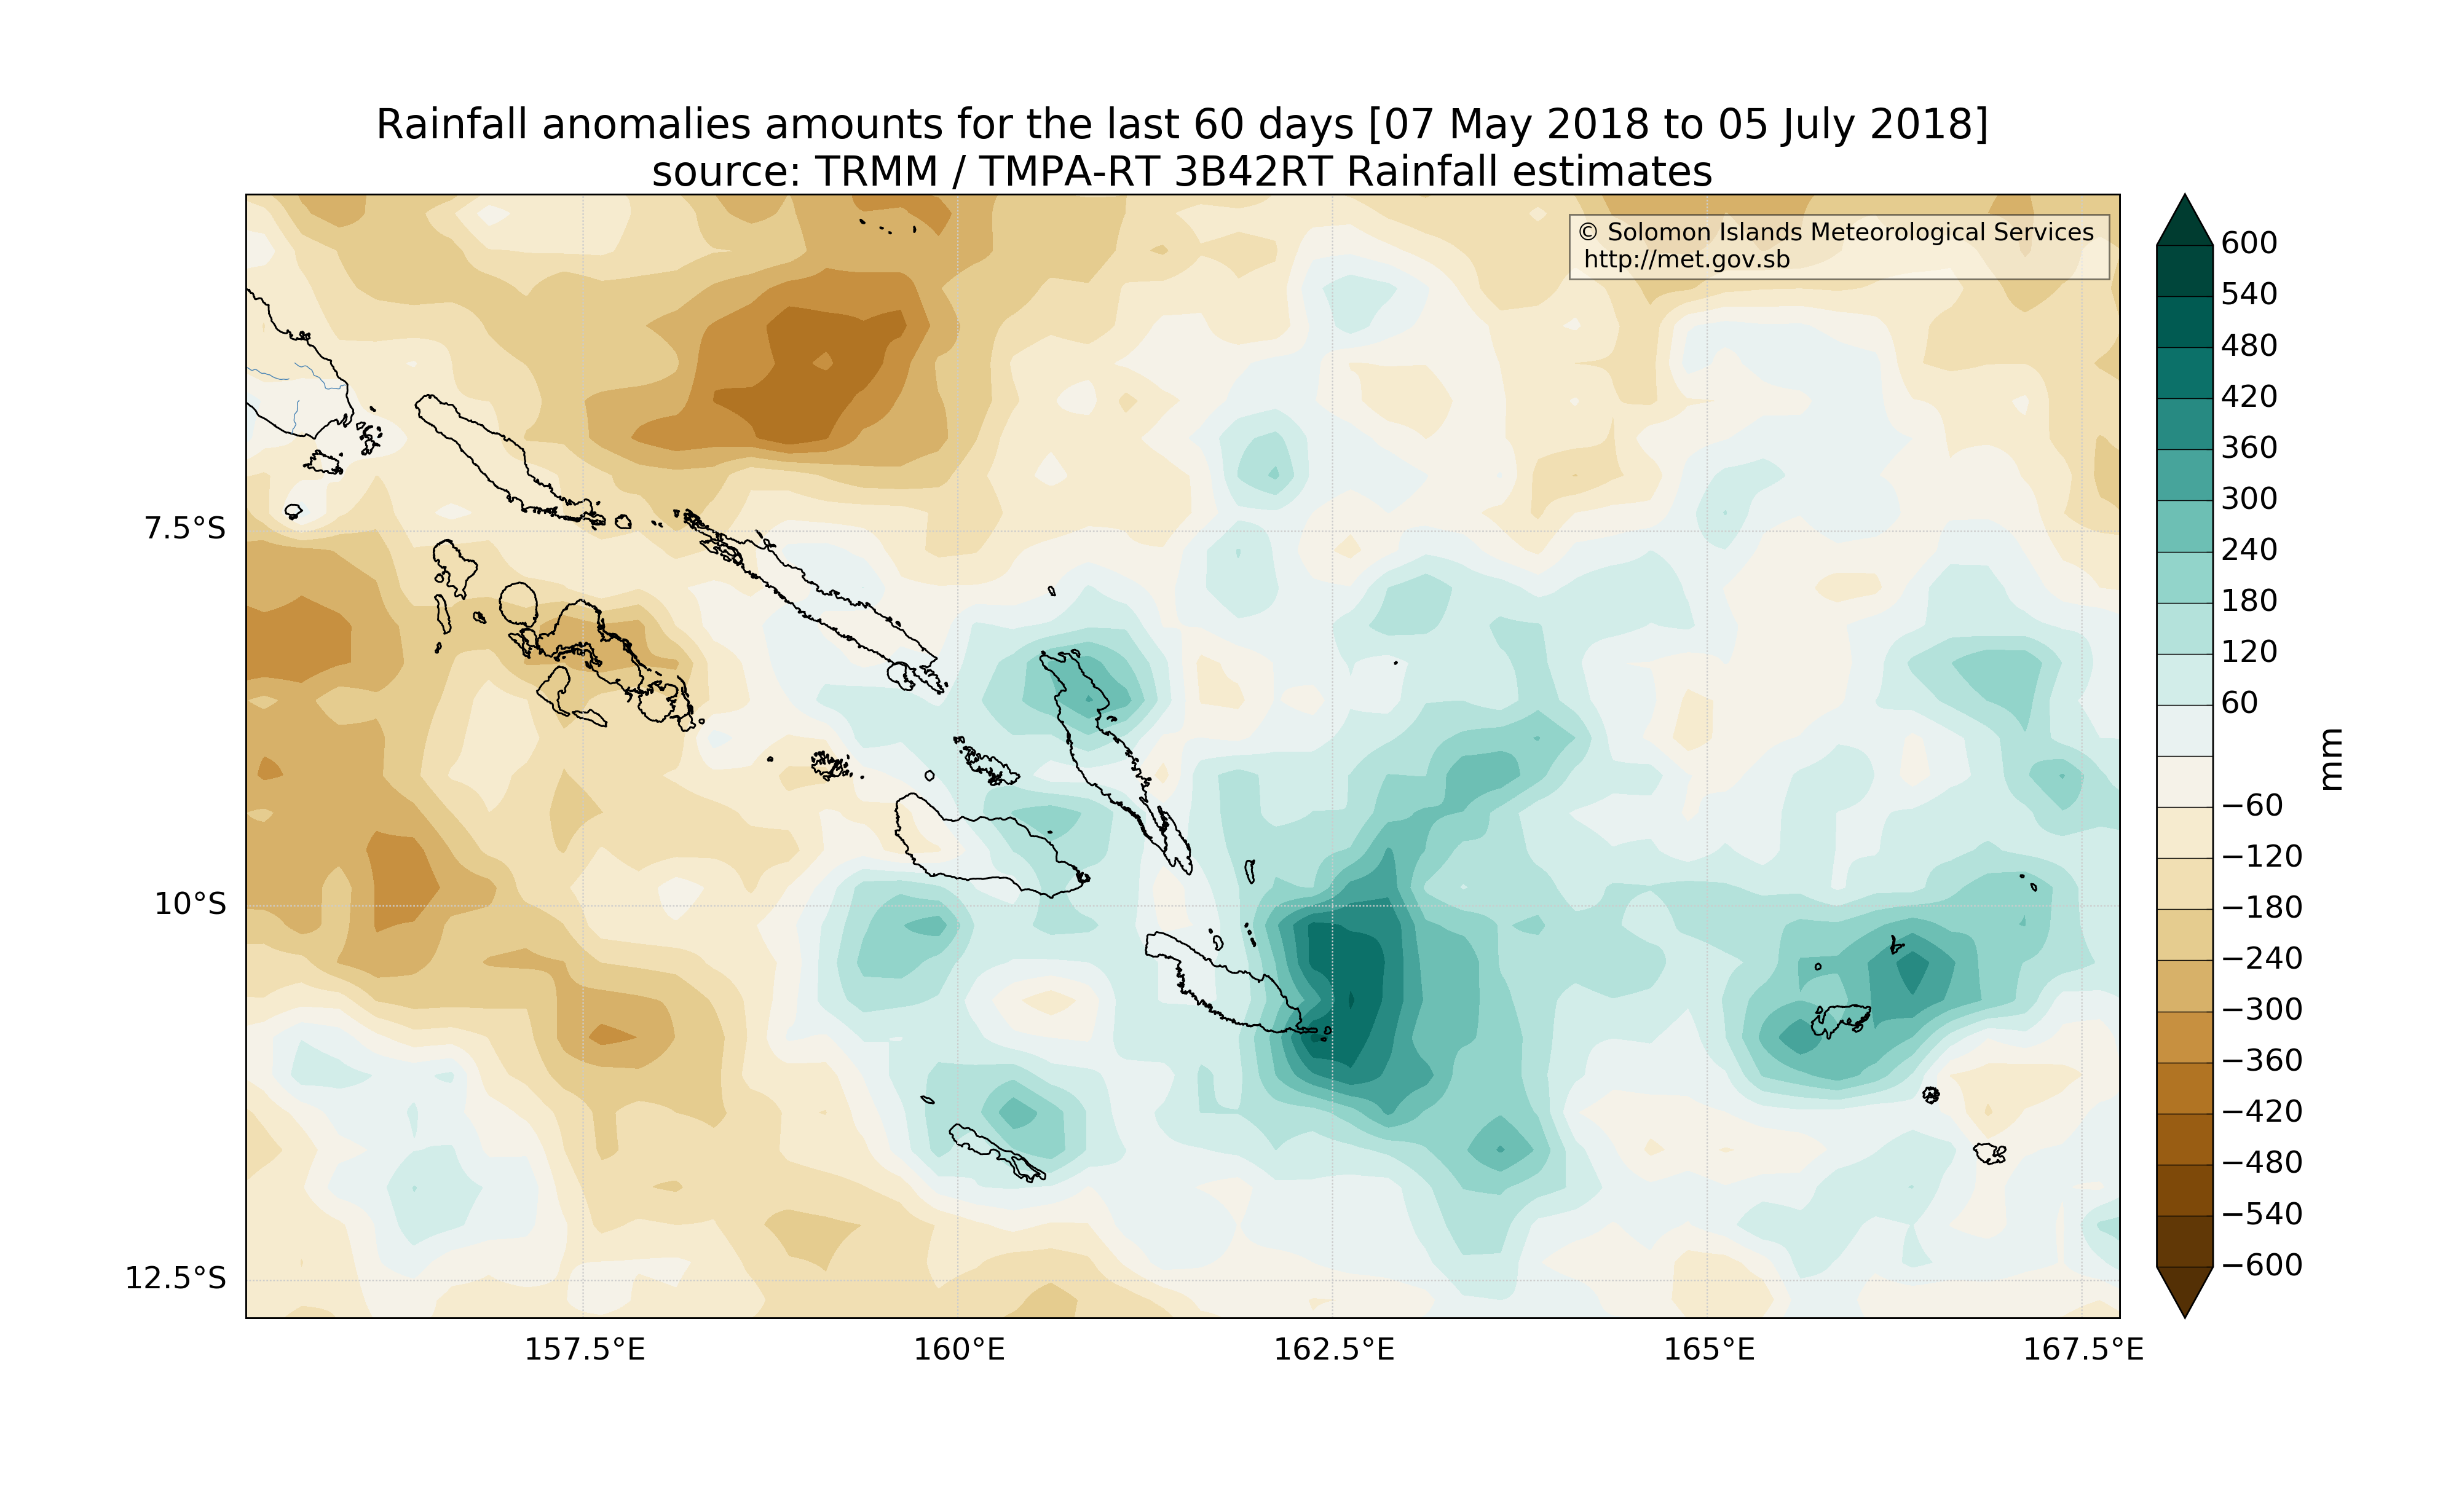 Rainfall anomalies amounts for the last 60 days [07 May 2018 to 05 July 2018]
source: TRMM / TMPA-RT 3B42RT Rainfall estimates
© Solomon Islands Meteorological Services
http://met.gov.sb
7.5°S
10°S
12.5°S
157.5°E
160°E
162.5°E
165°E
167.5°E
600
540
480
420
360
300
240
180
120
60
−60
−120
−180
−240
−300
−360
−420
−480
−540
−600
mm